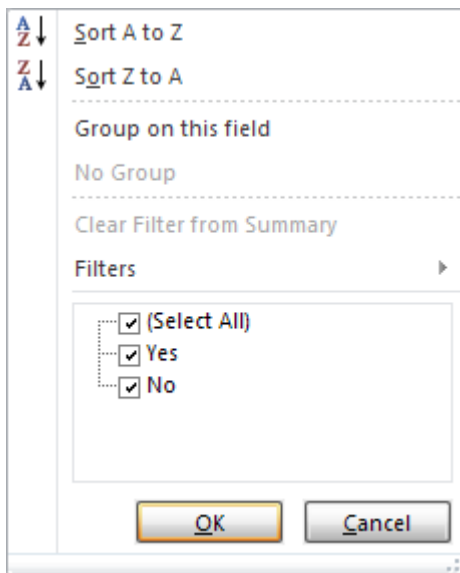 Sort A to Z
Sort Z to A
Group on this field
No Group
Clear Filter from Summary
Filters
(Select All)
Yes
No
OK
Cancel